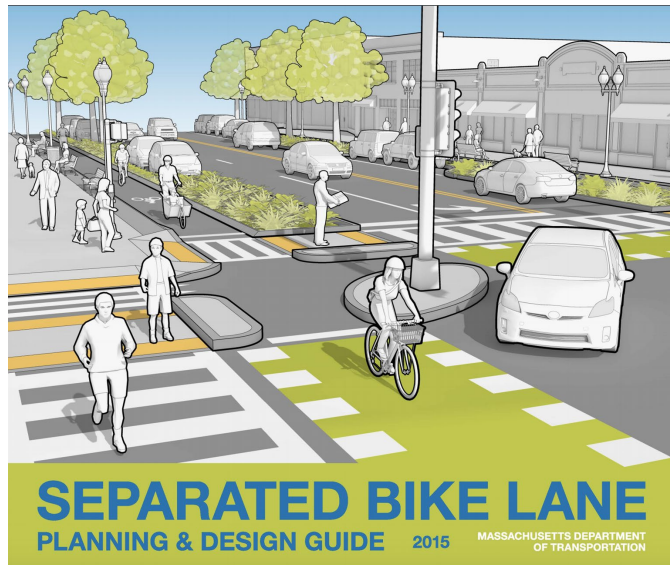 SEPARATED BIKE LANE
PLANNING & DESIGN GUIDE 2015 MASSACHUSETTS DEPARTMENT
OF TRANSPORTATION